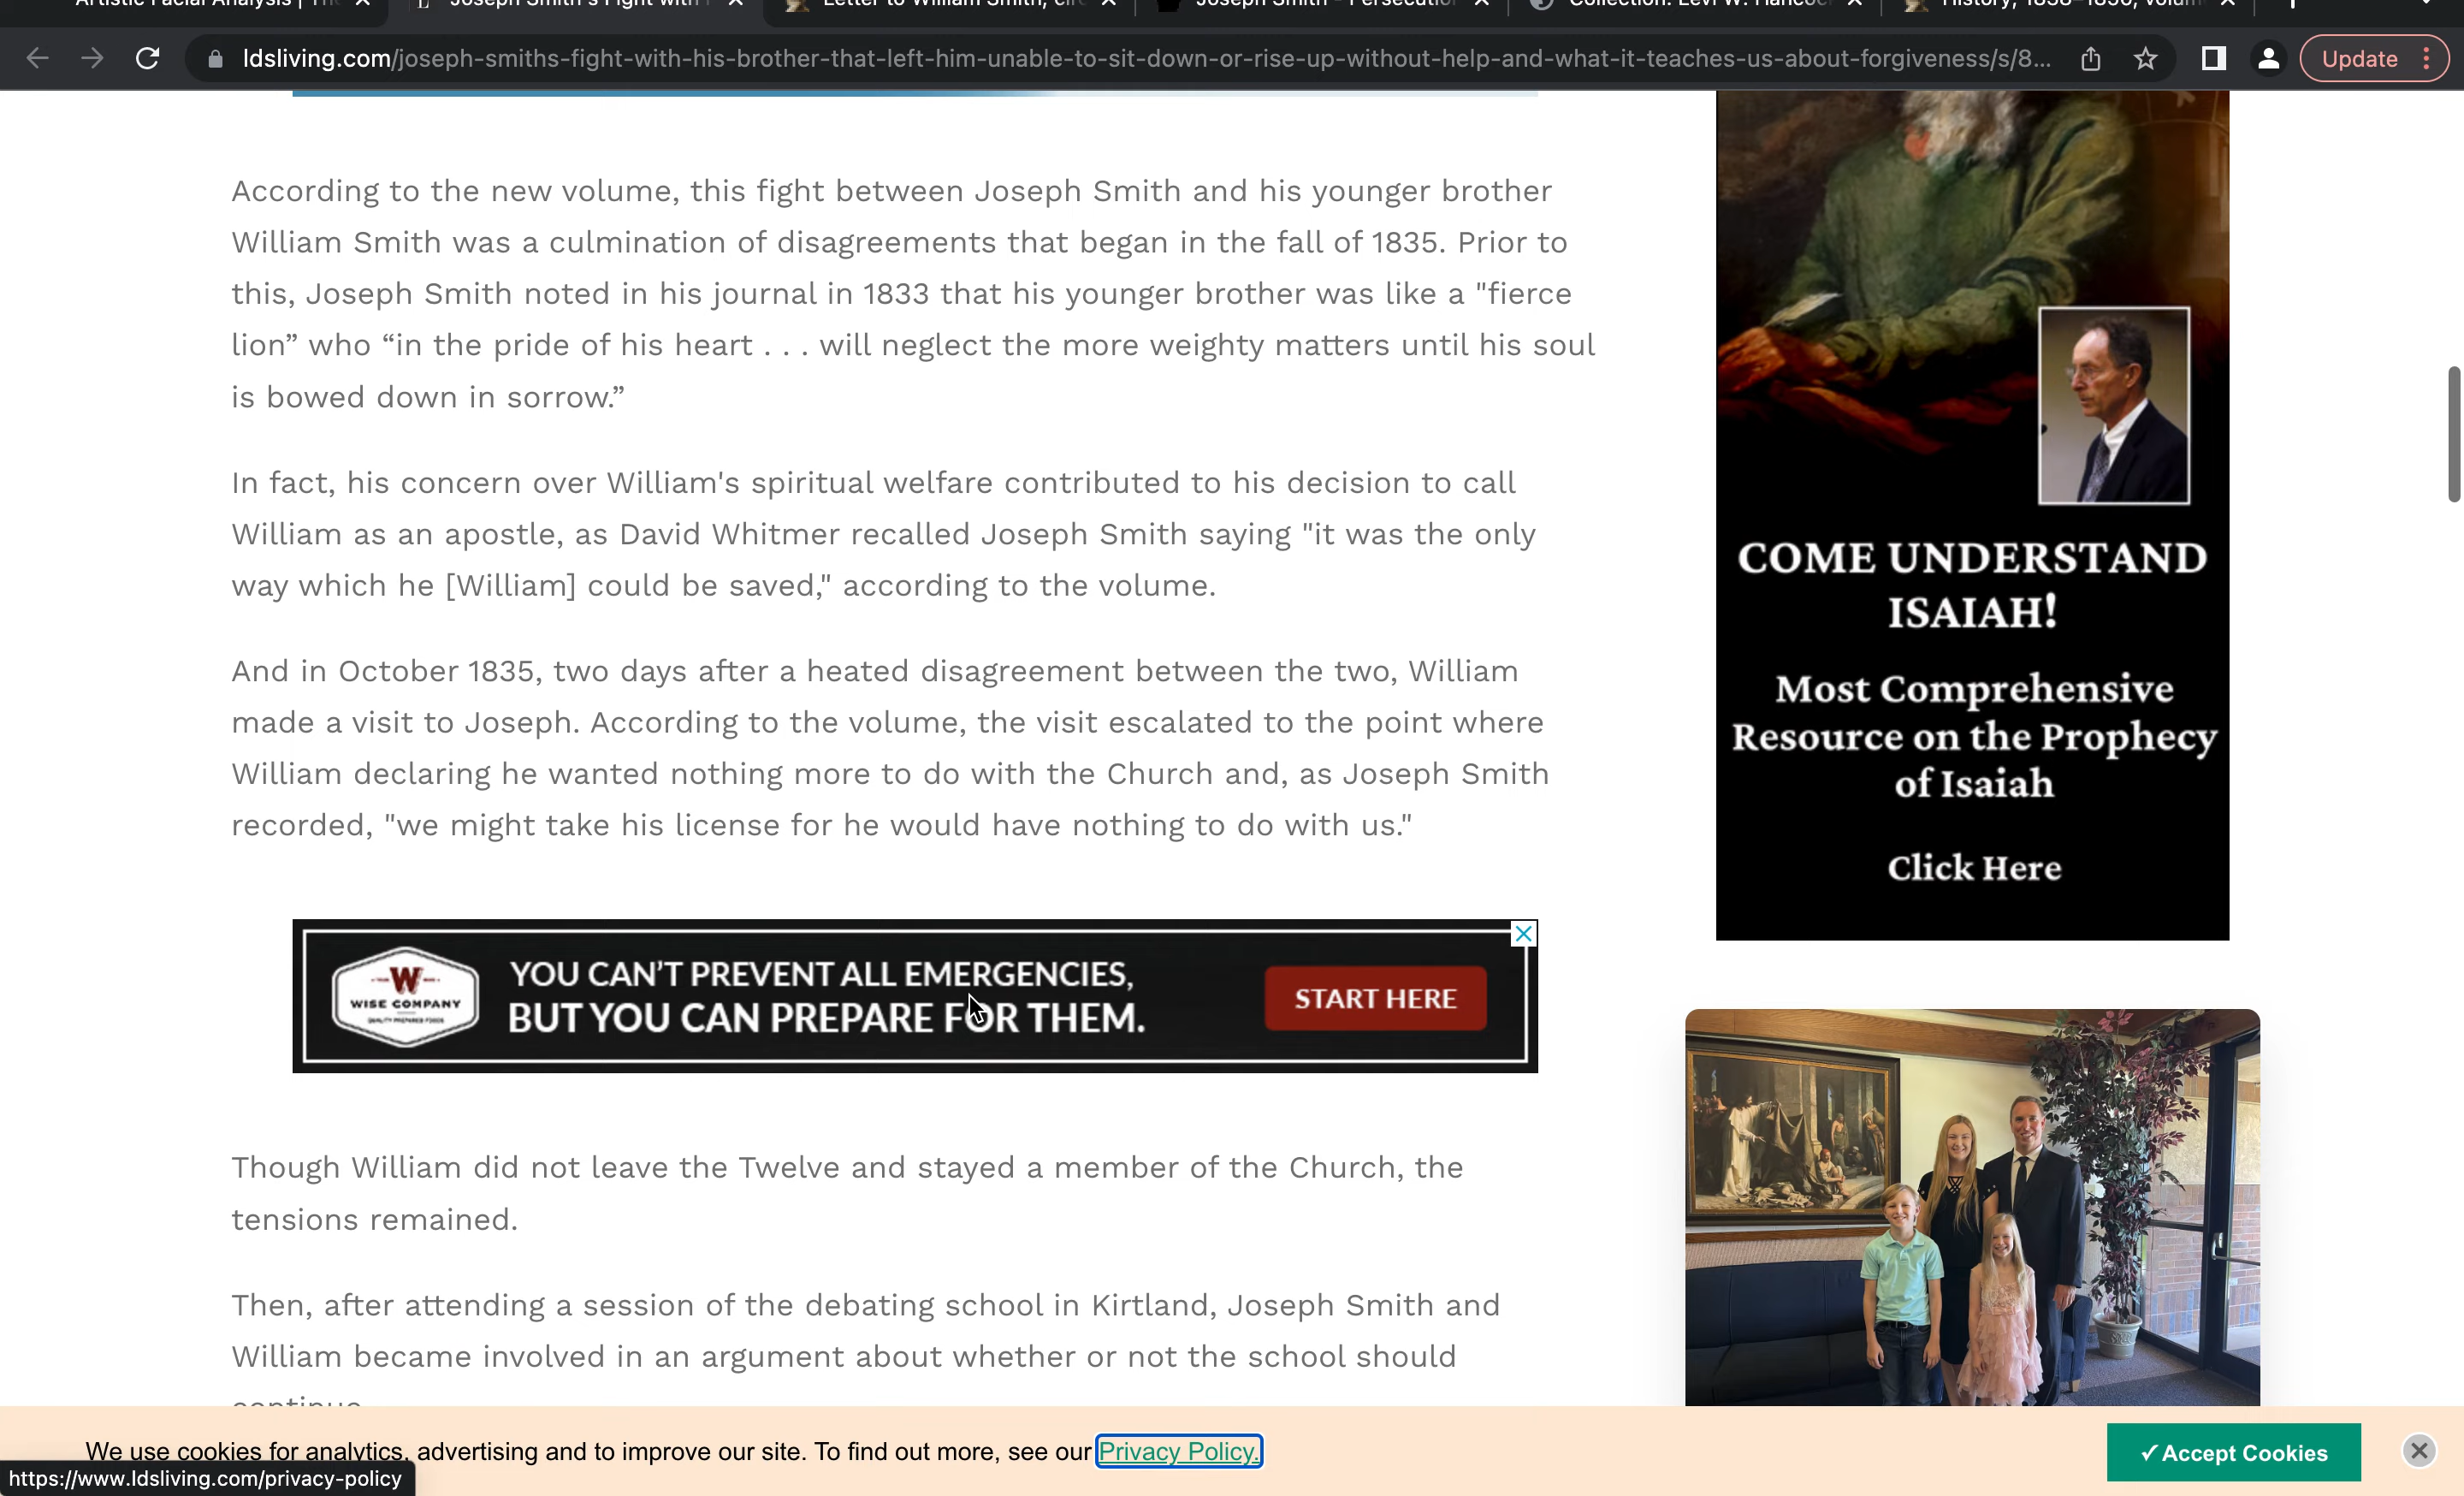 Artistic Facial Analysis | The
Joseph Smith's Fight with
Letter to William Smith, circ
Joseph Smith - Persecutio
Collection: Levi W. Hancoc
History, 1838–1856, volum
ldsliving.com/joseph-smiths-fight-with-his-brother-that-left-him-unable-to-sit-down-or-rise-up-without-help-and-what-it-teaches-us-about-forgiveness/s/8...
Update
According to the new volume, this fight between Joseph Smith and his younger brother
William Smith was a culmination of disagreements that began in the fall of 1835. Prior to
this, Joseph Smith noted in his journal in 1833 that his younger brother was like a "fierce
lion” who “in the pride of his heart . . . will neglect the more weighty matters until his soul
is bowed down in sorrow.”
In fact, his concern over William's spiritual welfare contributed to his decision to call
William as an apostle, as David Whitmer recalled Joseph Smith saying "it was the only
way which he [William] could be saved," according to the volume.
And in October 1835, two days after a heated disagreement between the two, William
made a visit to Joseph. According to the volume, the visit escalated to the point where
William declaring he wanted nothing more to do with the Church and, as Joseph Smith
recorded, "we might take his license for he would have nothing to do with us."
W
WISE COMPANY
QUALITY PREPARED FOODS
YOU CAN'T PREVENT ALL EMERGENCIES,
BUT YOU CAN PREPARE FOR THEM.
START HERE
Though William did not leave the Twelve and stayed a member of the Church, the
tensions remained.
Then, after attending a session of the debating school in Kirtland, Joseph Smith and
William became involved in an argument about whether or not the school should
continue.
COME UNDERSTAND
ISAIAH!
Most Comprehensive
Resource on the Prophecy
of Isaiah
Click Here
We use cookies for analytics, advertising and to improve our site. To find out more, see our Privacy Policy.
✓Accept Cookies
https://www.ldsliving.com/privacy-policy